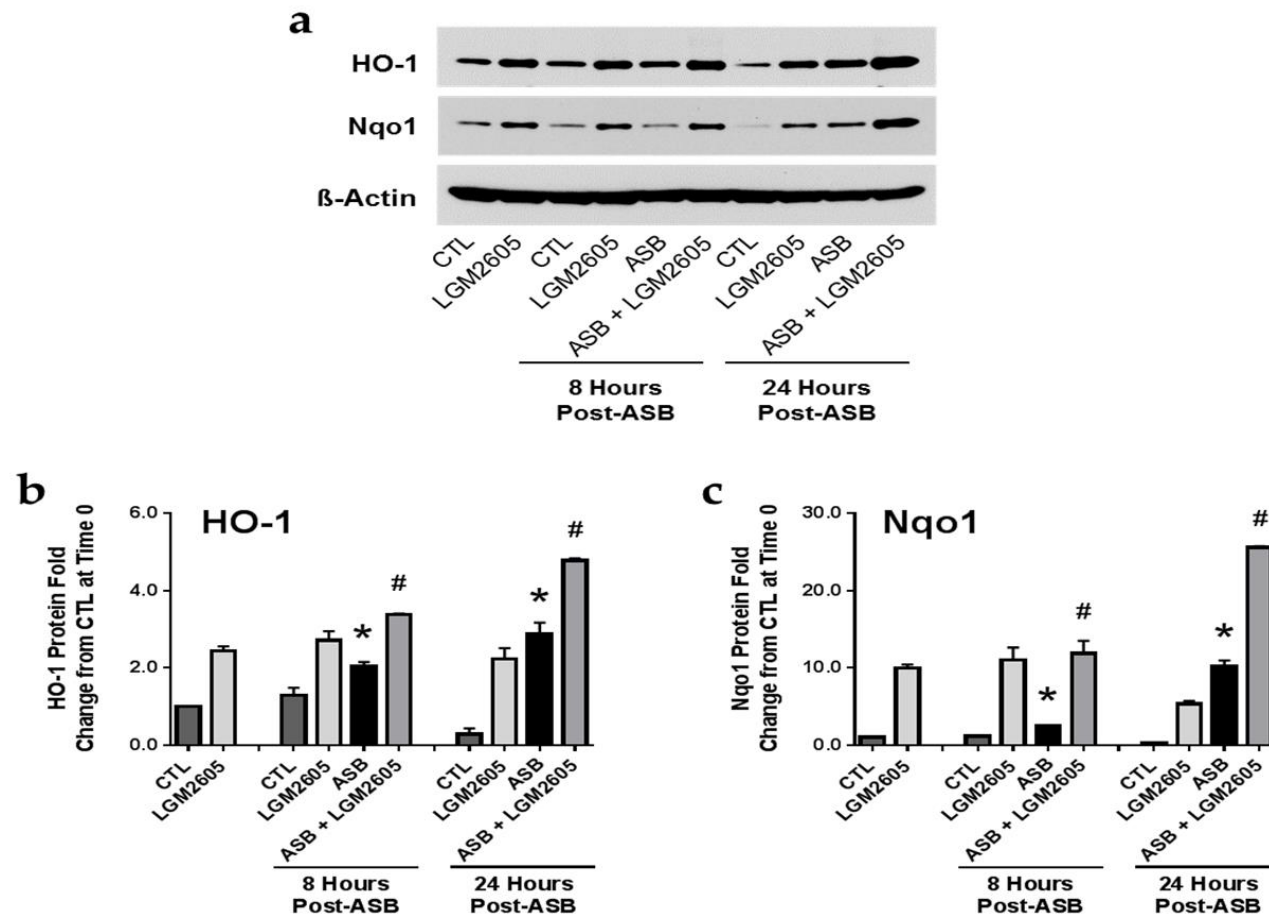 a
HO-1
Nqo1
ß-Actin
CTL
LGM2605
CTL
LGM2605
ASB
ASB + LGM2605
CTL
LGM2605
ASB
ASB + LGM2605
8 Hours
Post-ASB
24 Hours
Post-ASB
b
HO-1
HO-1 Protein Fold
Change from CTL at Time 0
6.0
4.0
2.0
0.0
*
#
*
#
CTL
LGM2605
CTL
LGM2605
ASB
ASB + LGM2605
CTL
LGM2605
ASB
ASB + LGM2605
8 Hours
Post-ASB
24 Hours
Post-ASB
c
Nqo1
Nqo1 Protein Fold
Change from CTL at Time 0
30.0
20.0
10.0
0.0
*
#
*
#
CTL
LGM2605
CTL
LGM2605
ASB
ASB + LGM2605
CTL
LGM2605
ASB
ASB + LGM2605
8 Hours
Post-ASB
24 Hours
Post-ASB